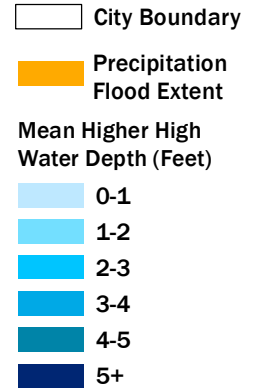 City Boundary
Precipitation
Flood Extent
Mean Higher High
Water Depth (Feet)
0-1
1-2
2-3
3-4
4-5
5+